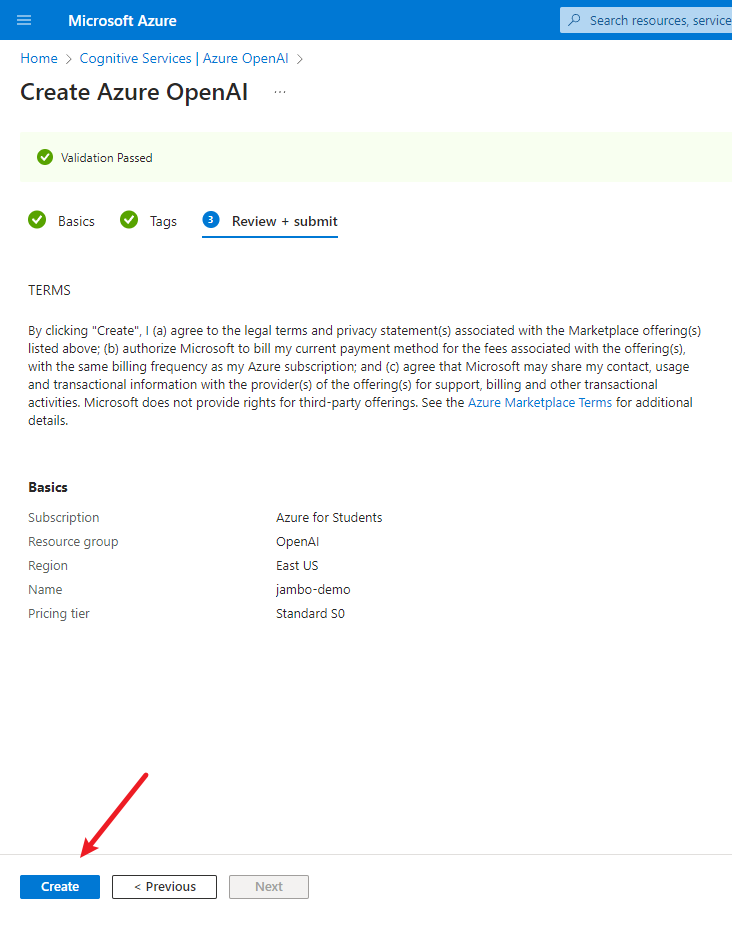 Microsoft Azure
Search resources, service
Home > Cognitive Services | Azure OpenAI >
Create Azure OpenAI ...
Validation Passed
Basics Tags 3 Review + submit
TERMS
By clicking "Create", I (a) agree to the legal terms and privacy statement(s) associated with the Marketplace offering(s)
listed above; (b) authorize Microsoft to bill my current payment method for the fees associated with the offering(s),
with the same billing frequency as my Azure subscription; and (c) agree that Microsoft may share my contact, usage
and transactional information with the provider(s) of the offering(s) for support, billing and other transactional
activities. Microsoft does not provide rights for third-party offerings. See the Azure Marketplace Terms for additional
details.
Basics
Subscription Azure for Students
Resource group OpenAI
Region East US
Name jambo-demo
Pricing tier Standard S0
Create < Previous Next